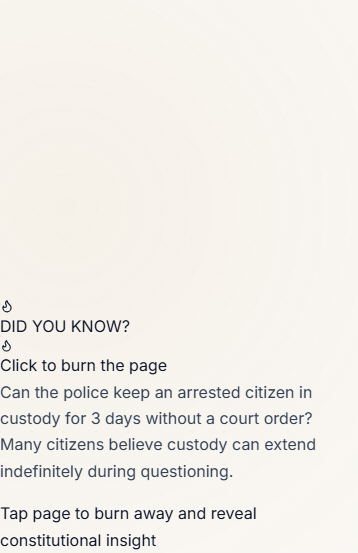 DID YOU KNOW?
Click to burn the page
Can the police keep an arrested citizen in
custody for 3 days without a court order?
Many citizens believe custody can extend
indefinitely during questioning.
Tap page to burn away and reveal
constitutional insight